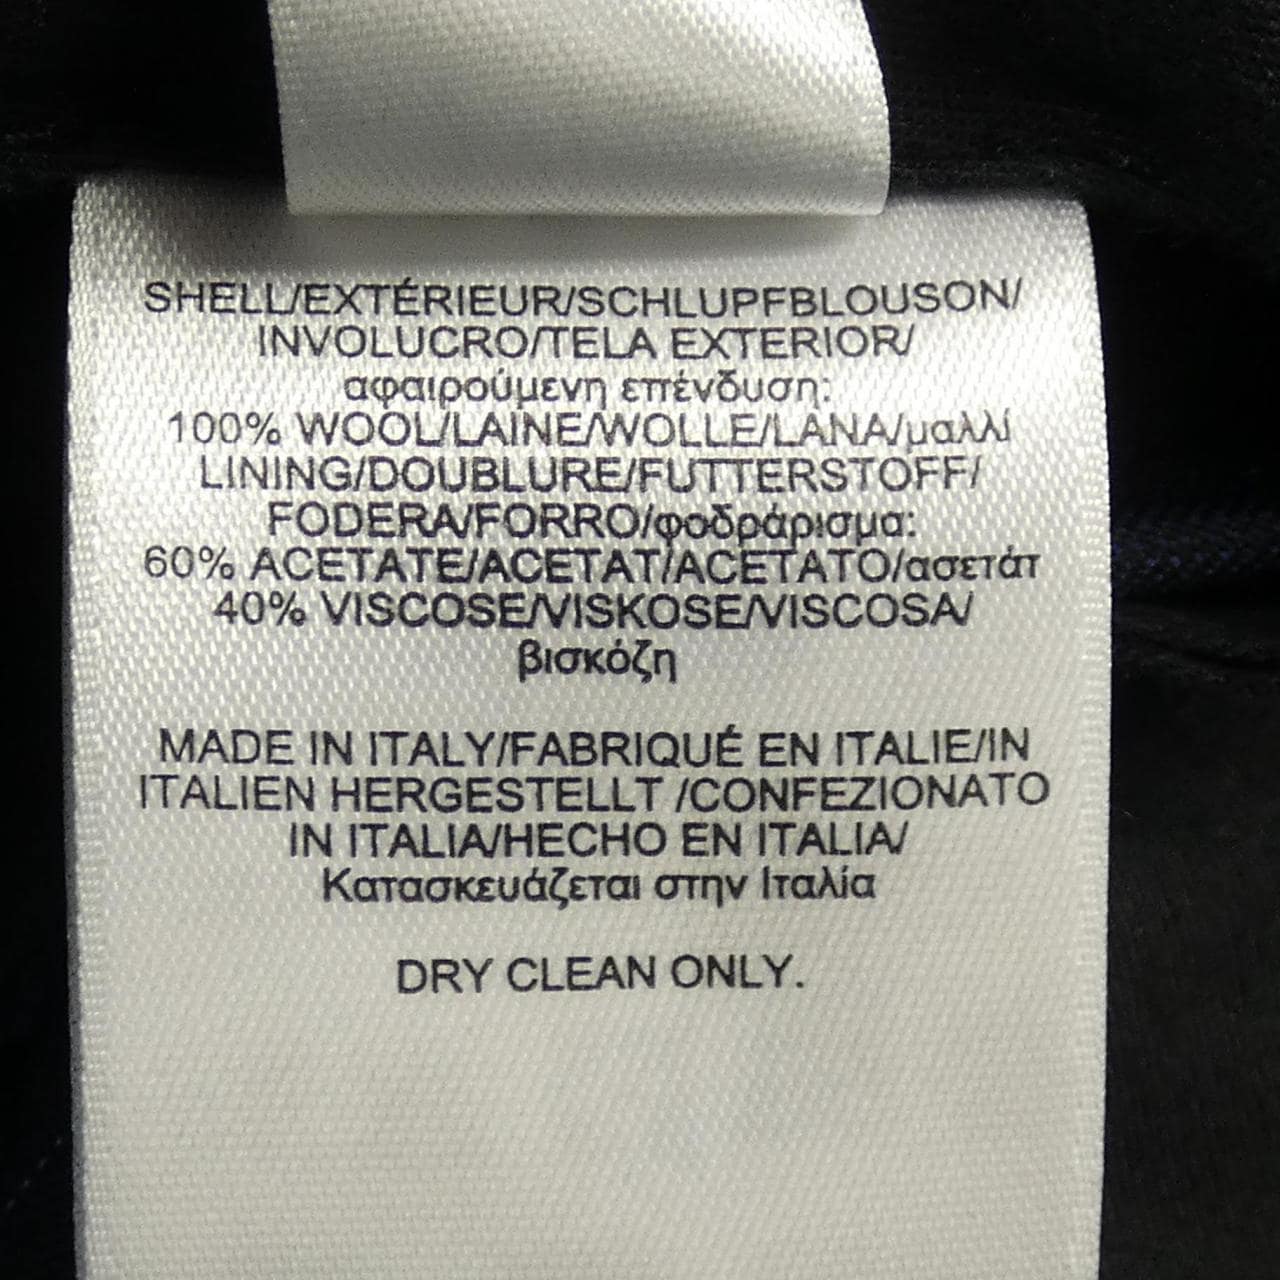 SHELL/EXTÉRIEUR/SCHLUPFBLOUSON/
INVOLUCRO/TELA EXTERIOR/
αφαιρούμενη επένδυση:
100% WOOL/LAINE/WOLLE/LANA/μαλλί
LINING/DOUBLURE/FUTTERSTOFF/
FODERA/FORRO/φοδράρισμα:
60% ACETATE/ACETAT/ACETATO/ασετάτ
40% VISCOSE/VISKOSE/VISCOSA/
βισκόζη
MADE IN ITALY/FABRIQUÉ EN ITALIE/IN
ITALIEN HERGESTELLT /CONFEZIONATO
IN ITALIA/HECHO EN ITALIA/
Κατασκευάζεται στην Ιταλία
DRY CLEAN ONLY.